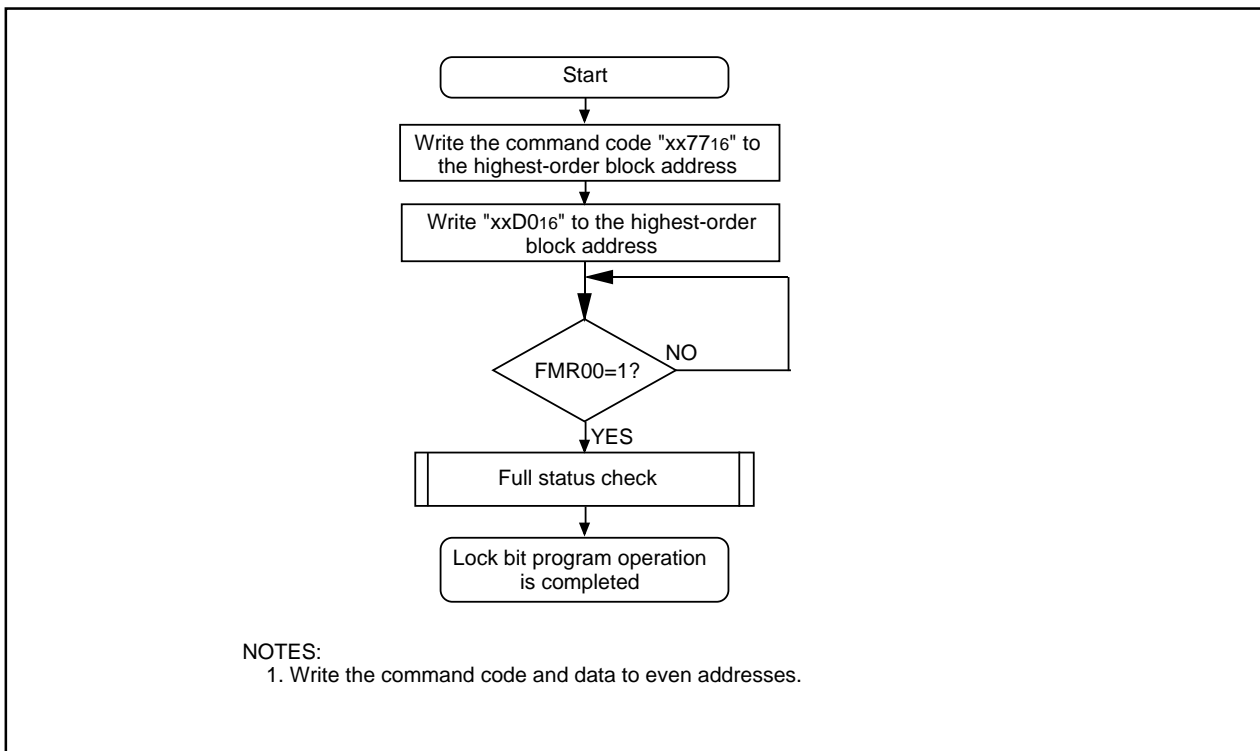 Start
Write the command code "xx7716" to
the highest-order block address
Write "xxD016" to the highest-order
block address
FMR00=1?
NO
YES
Full status check
Lock bit program operation
is completed
NOTES:
1. Write the command code and data to even addresses.